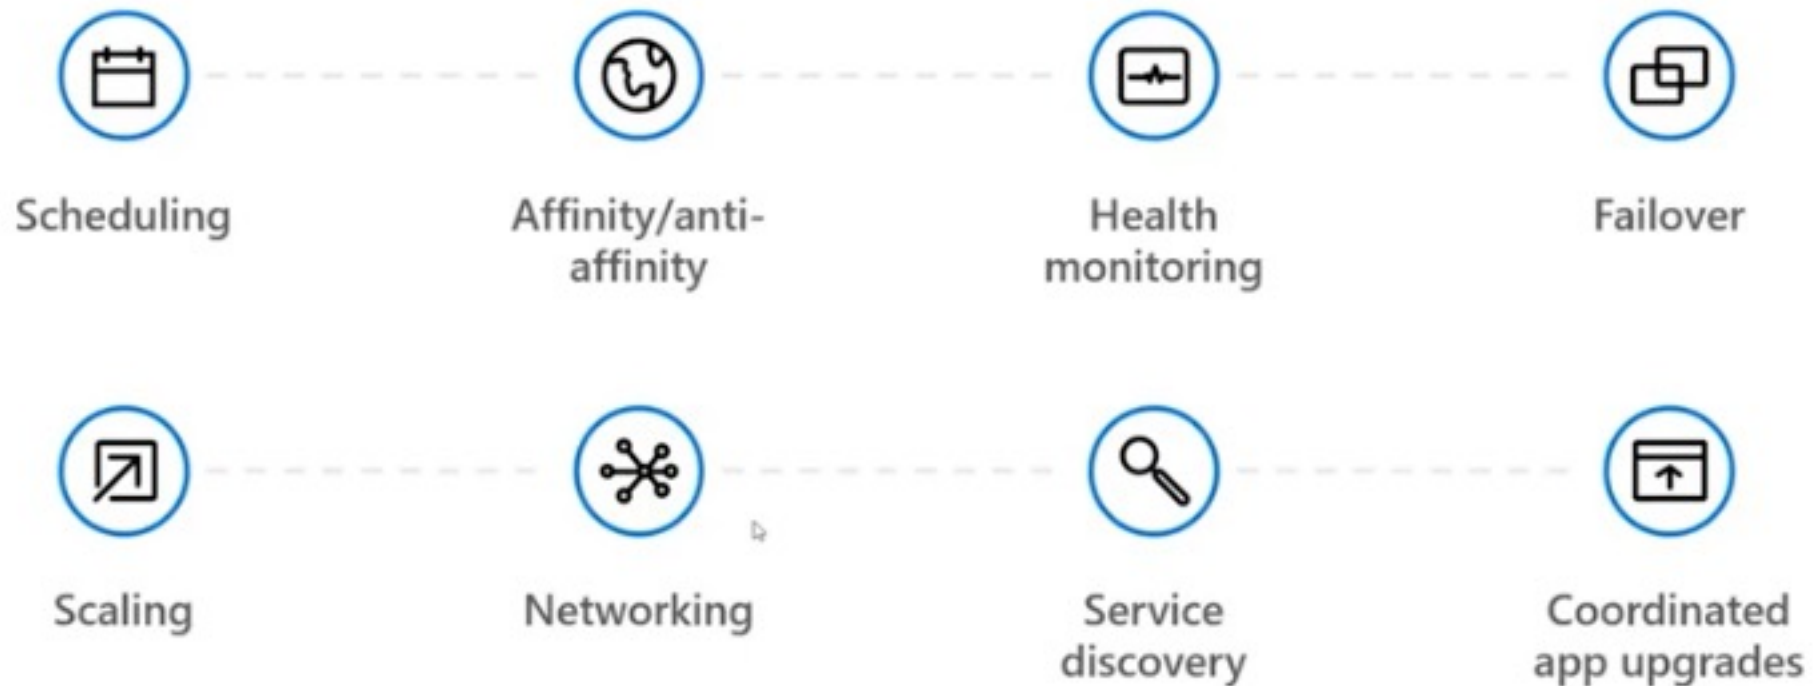 Scheduling
Affinity/anti-
affinity
Health
monitoring
Failover
Scaling
Networking
Service
discovery
Coordinated
app upgrades